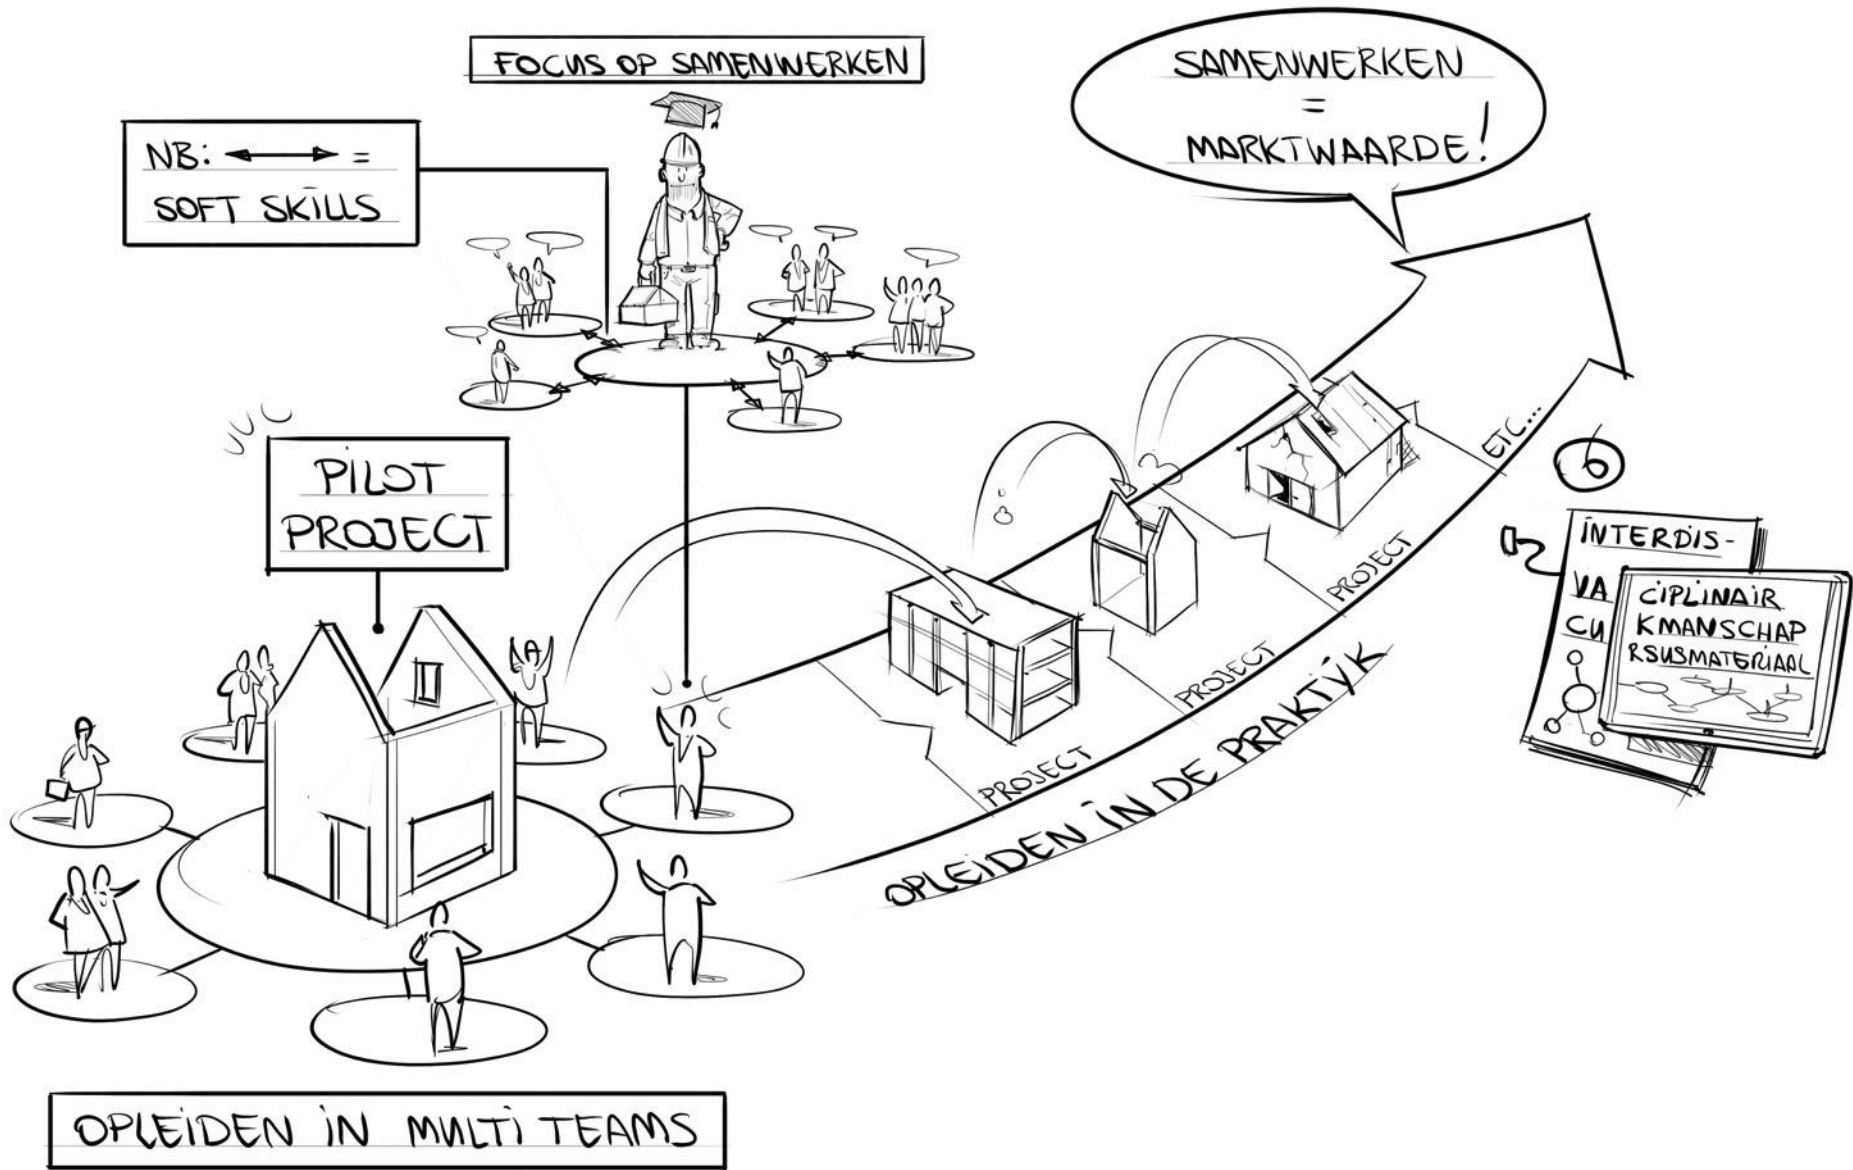 FOCUS OP SAMENWERKEN
SAMENWERKEN
=
MARKTWAARDE!
NB: ↔ =
SOFT SKILLS
PILOT
PROJECT
ETC...
PROJECT
PROJECT
PROJECT
OPLEIDEN IN DE PRAKTIJK
6
INTERDIS-
VA
CU
CIPLINAIR
KMANSCHAP
RSUSMATERIAAL
OPLEIDEN IN MULTI TEAMS